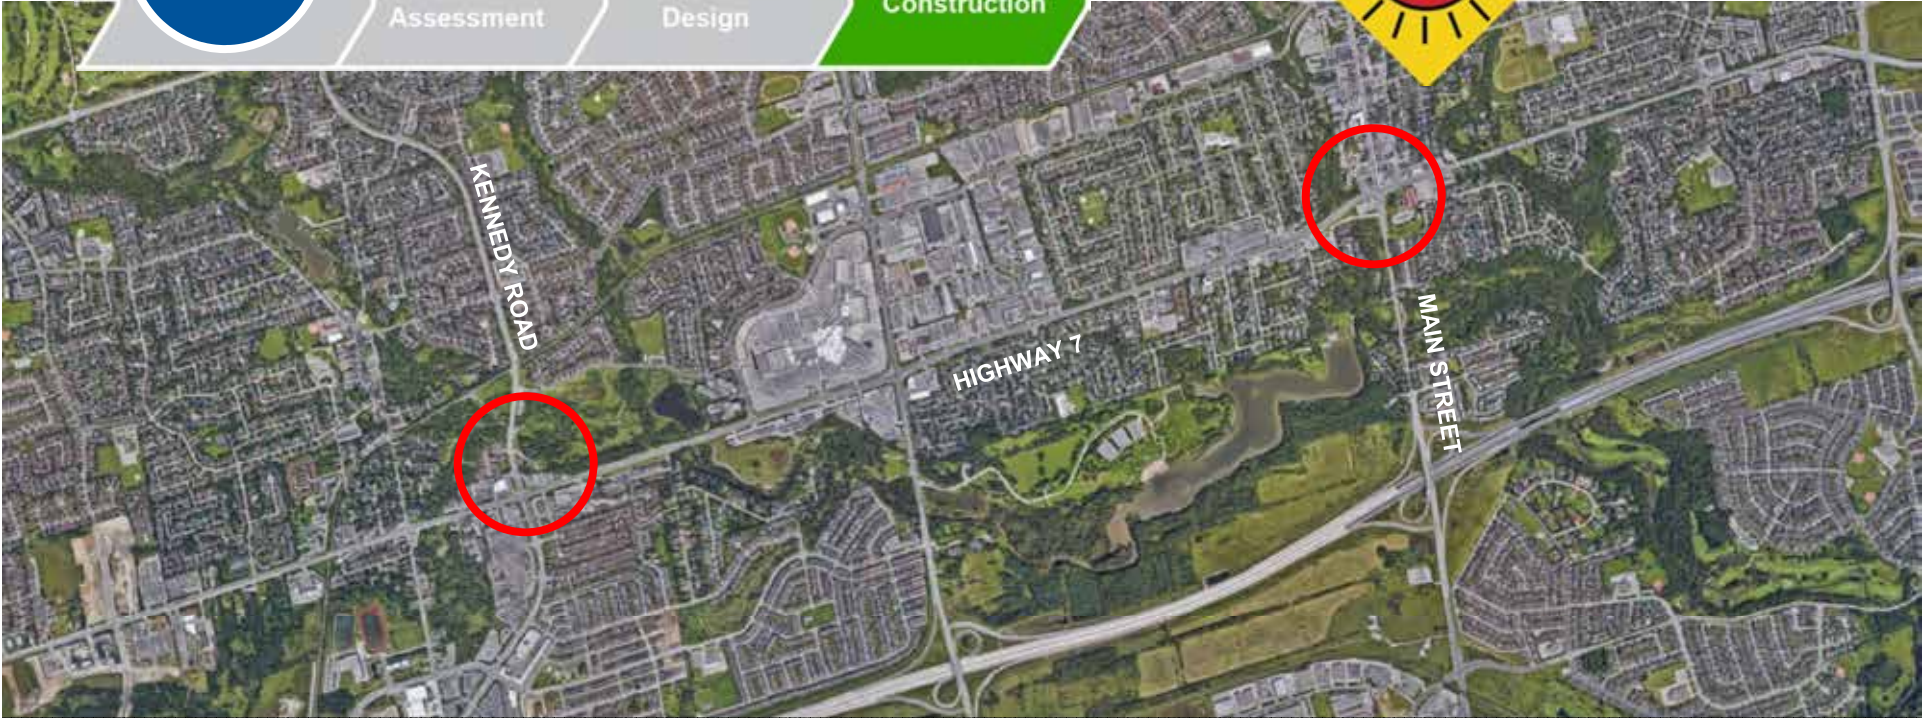 Assessment
Design
Construction
KENNEDY ROAD
HIGHWAY 7
MAIN STREET